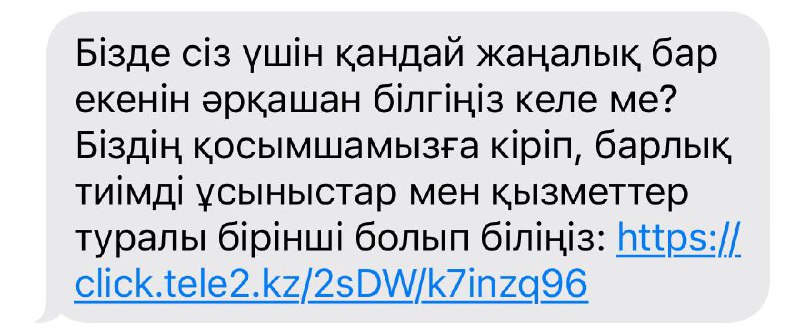 Бізде сіз үшін қандай жаңалық бар
екенін әрқашан білгіңіз келе ме?
Біздің қосымшамызға кіріп, барлық
тиімді ұсыныстар мен қызметтер
туралы бірінші болып біліңіз: https://
click.tele2.kz/2sDW/k7inzq96